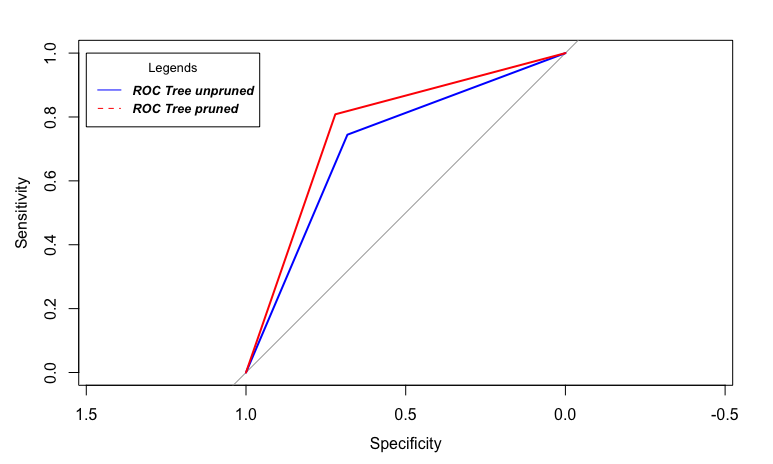 Legends
ROC Tree unpruned
ROC Tree pruned
1.0
0.8
0.6
0.4
0.2
0.0
Sensitivity
1.5 1.0 0.5 0.0 -0.5
Specificity